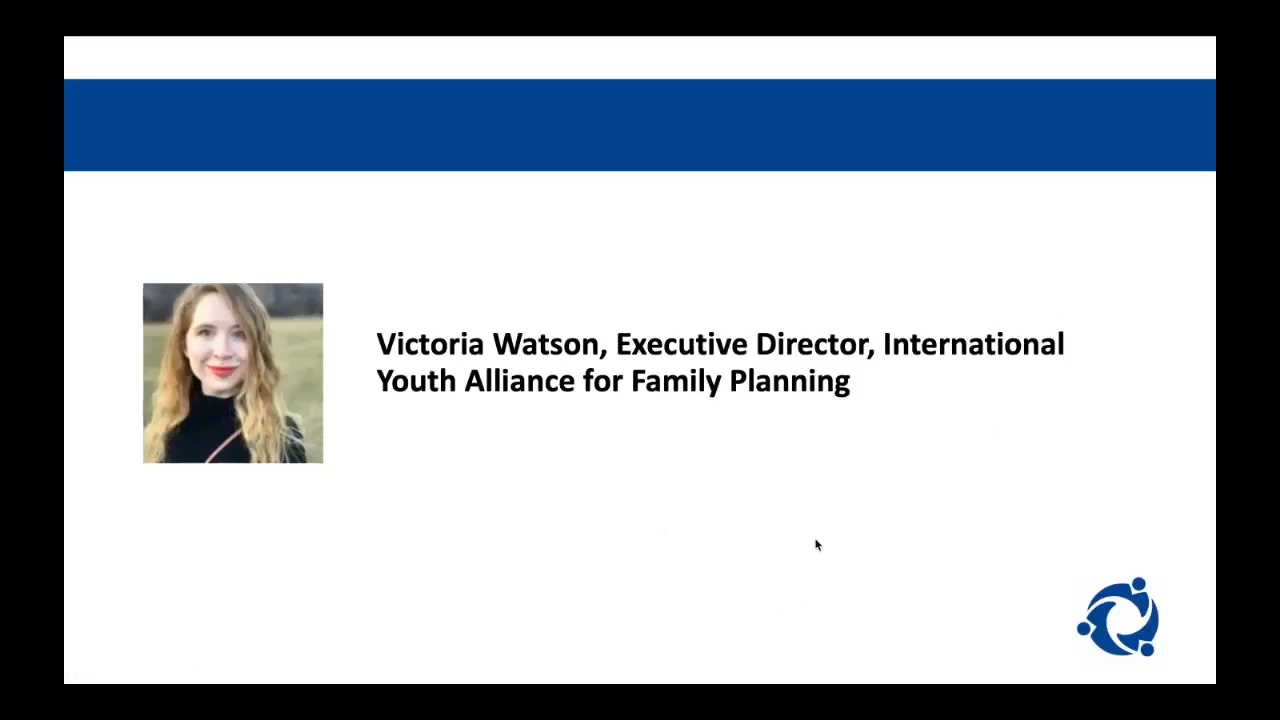 Victoria Watson, Executive Director, International
Youth Alliance for Family Planning